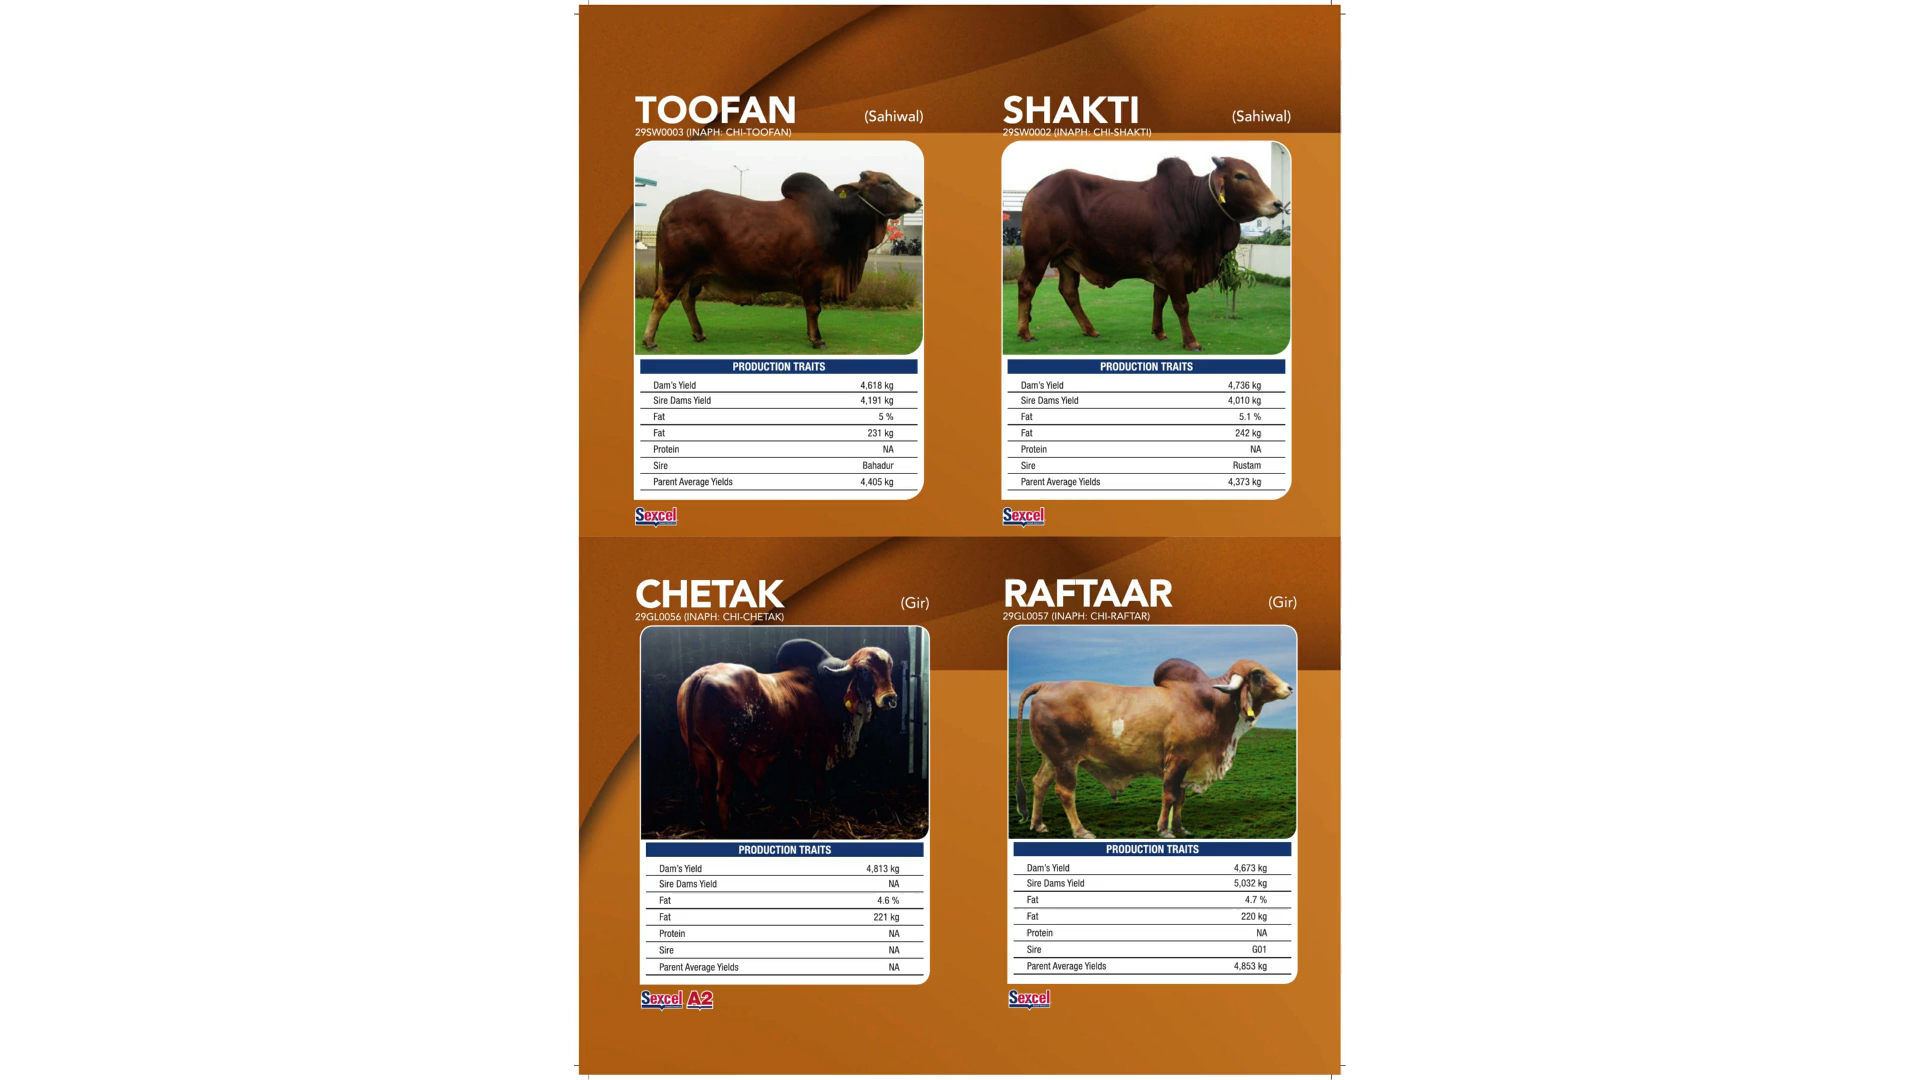 TOOFAN
(Sahiwal)
29SW0003 (INAPH: CHI-TOOFAN)
PRODUCTION TRAITS
Dam's Yield 4,618 kg
Sire Dams Yield 4,191 kg
Fat 5 %
Fat 231 kg
Protein NA
Sire Bahadur
Parent Average Yields 4,405 kg
Sexcel
SHAKTI
(Sahiwal)
29SW0002 (INAPH: CHI-SHAKTI)
PRODUCTION TRAITS
Dam's Yield 4,736 kg
Sire Dams Yield 4,010 kg
Fat 5.1 %
Fat 242 kg
Protein NA
Sire Rustam
Parent Average Yields 4,373 kg
Sexcel
CHETAK
(Gir)
29GL0056 (INAPH: CHI-CHETAK)
PRODUCTION TRAITS
Dam's Yield 4,813 kg
Sire Dams Yield NA
Fat 4.6 %
Fat 221 kg
Protein NA
Sire NA
Parent Average Yields NA
Sexcel A2
RAFTAAR
(Gir)
29GL0057 (INAPH: CHI-RAFTAR)
PRODUCTION TRAITS
Dam's Yield 4,673 kg
Sire Dams Yield 5,032 kg
Fat 4.7 %
Fat 220 kg
Protein NA
Sire G01
Parent Average Yields 4,853 kg
Sexcel